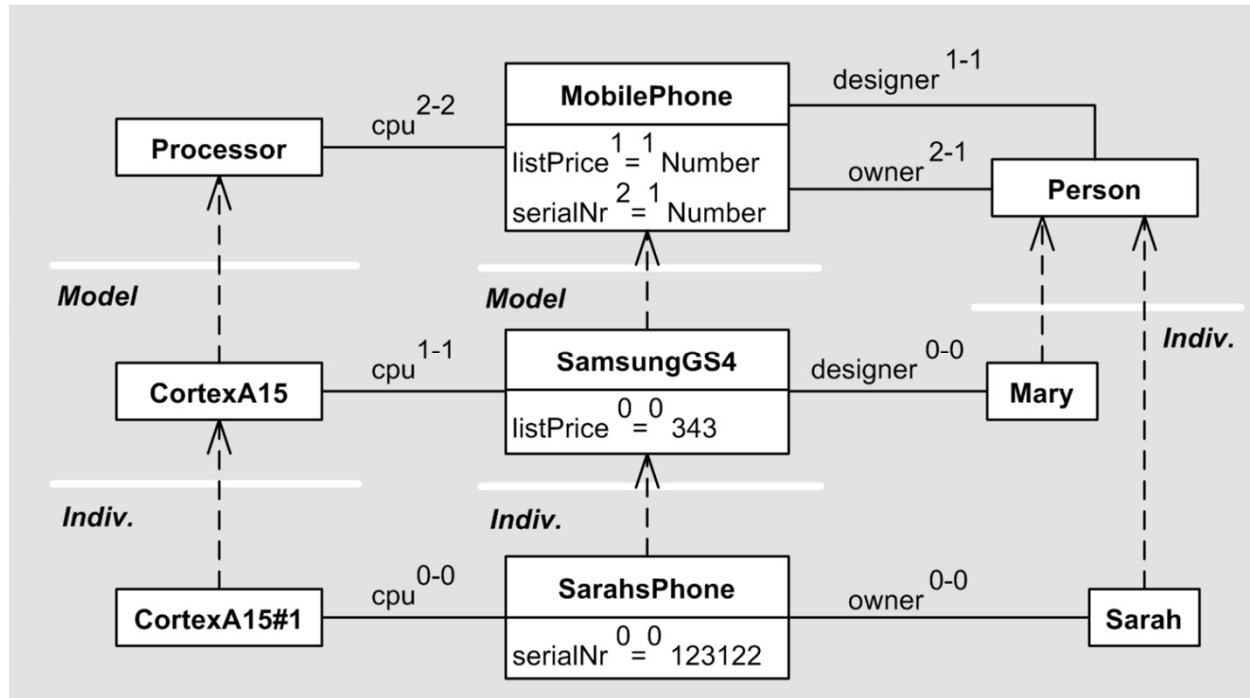 designer 1-1
MobilePhone
cpu 2-2
Processor
listPrice 1=1 Number
owner 2-1
Person
serialNr 2=1 Number
Model
Model
Indiv.
SamsungGS4
cpu 1-1
designer 0-0
CortexA15
Mary
listPrice 0=0 343
Indiv.
Indiv.
SarahsPhone
cpu 0-0
owner 0-0
CortexA15#1
Sarah
serialNr 0=0 123122